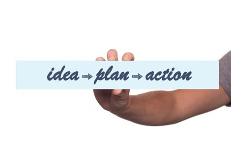 idea → plan → action